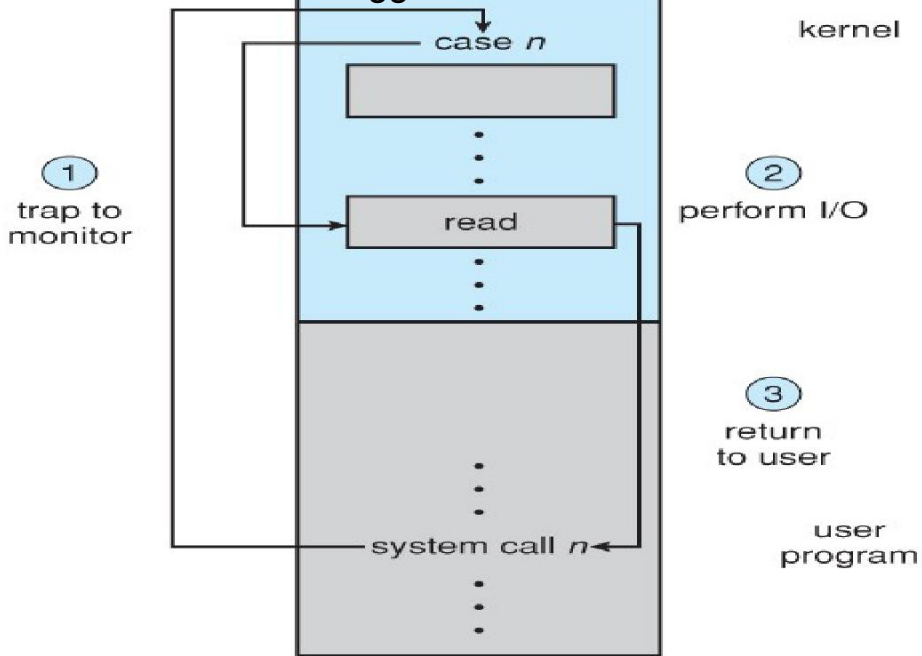 case n
kernel
1
trap to
monitor
2
perform I/O
read
3
return
to user
system call n
user
program